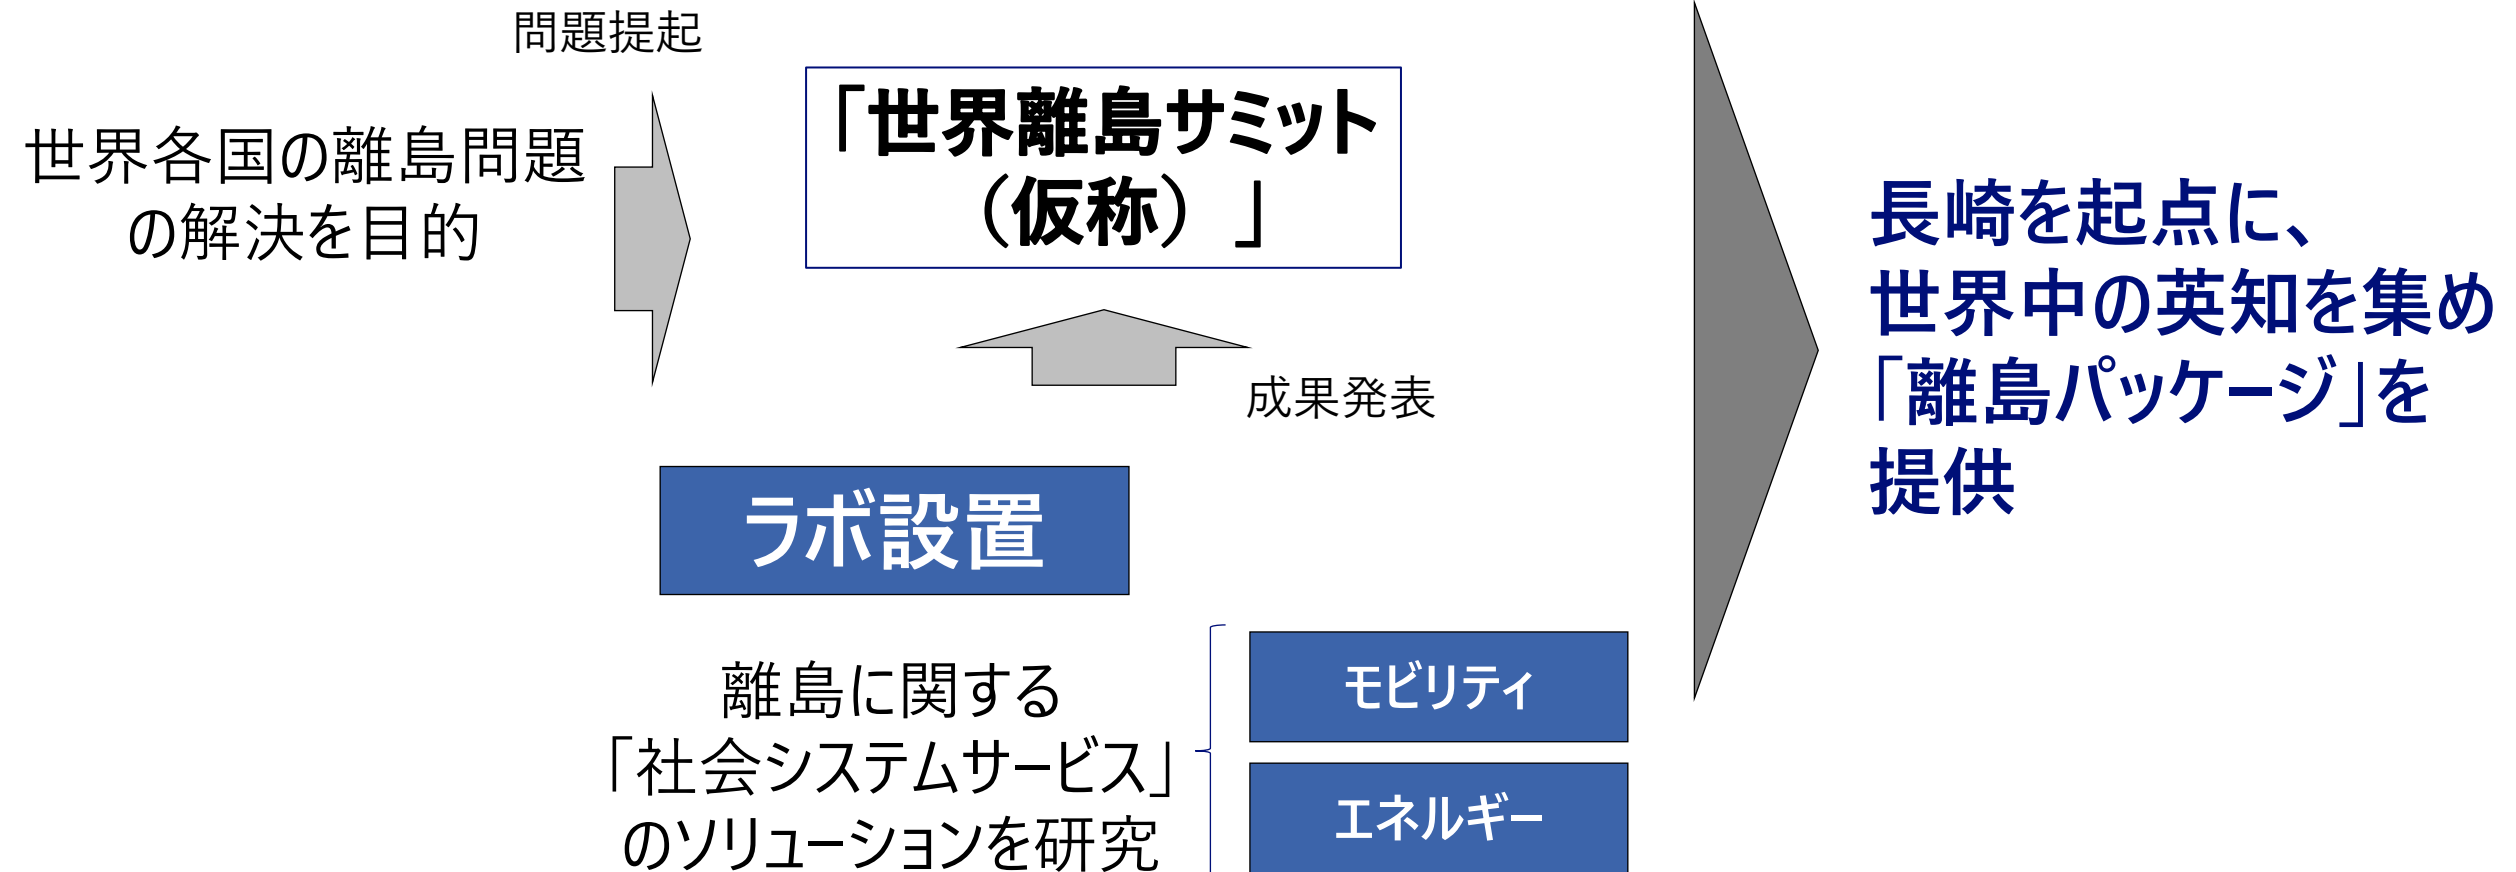 問題提起
世界各国の離島問題
の解決を目的
「世界離島サミット
（仮称）」
成果発表
ラボ設置
離島に関する
「社会システムサービス」
のソリューションを研究
モビリティ
エネルギー
長崎を起点に
世界中の英知を集めた
「離島パッケージ」を
提供